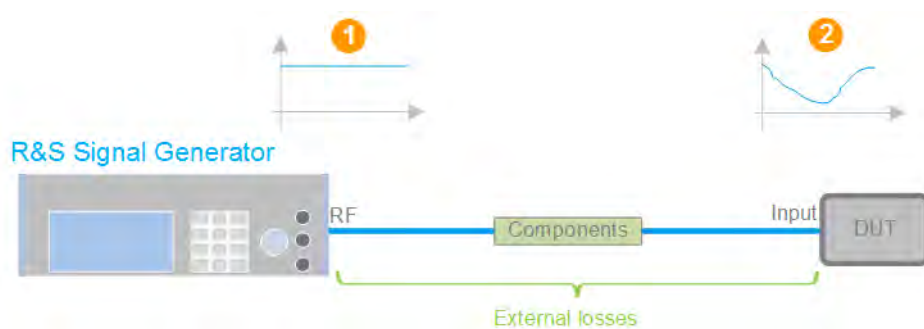 1
2
R&S Signal Generator
RF
Components
Input
DUT
External losses